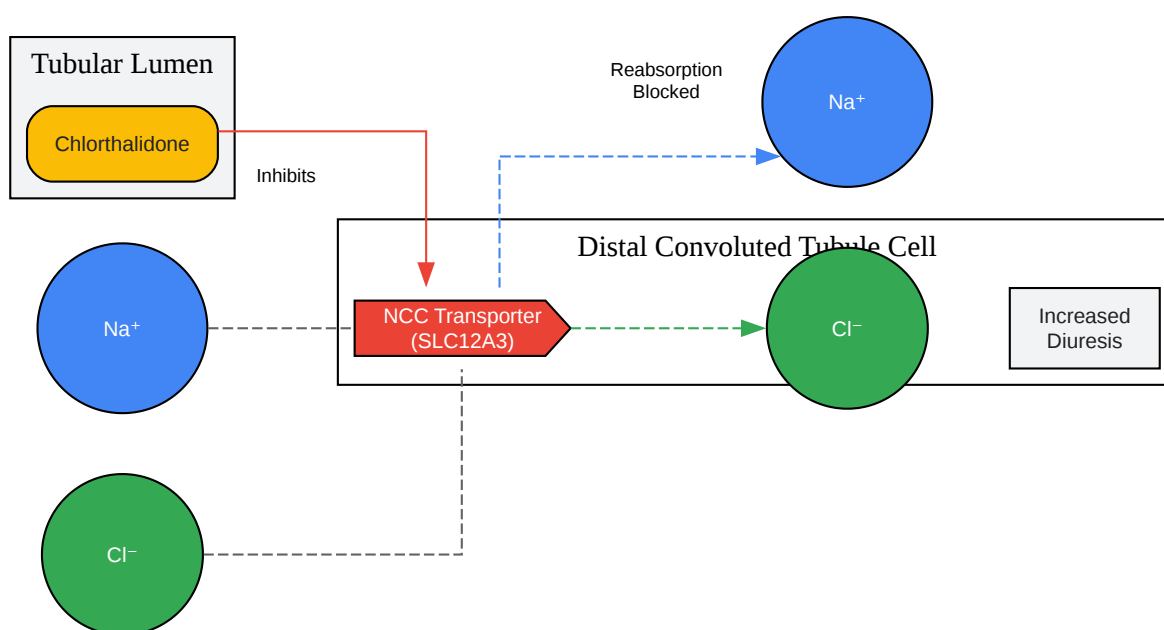 Tubular Lumen
Chlorthalidone
Inhibits
Reabsorption
Blocked
Na⁺
Distal Convoluted Tubule Cell
Na⁺
NCC Transporter
(SLC12A3)
Cl⁻
Increased
Diuresis
Cl⁻